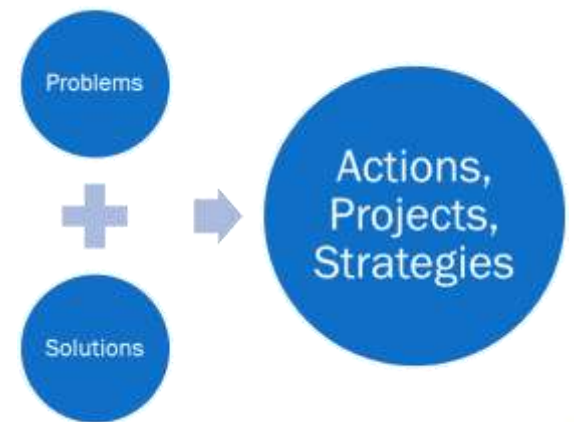 Problems
Solutions
Actions,
Projects,
Strategies